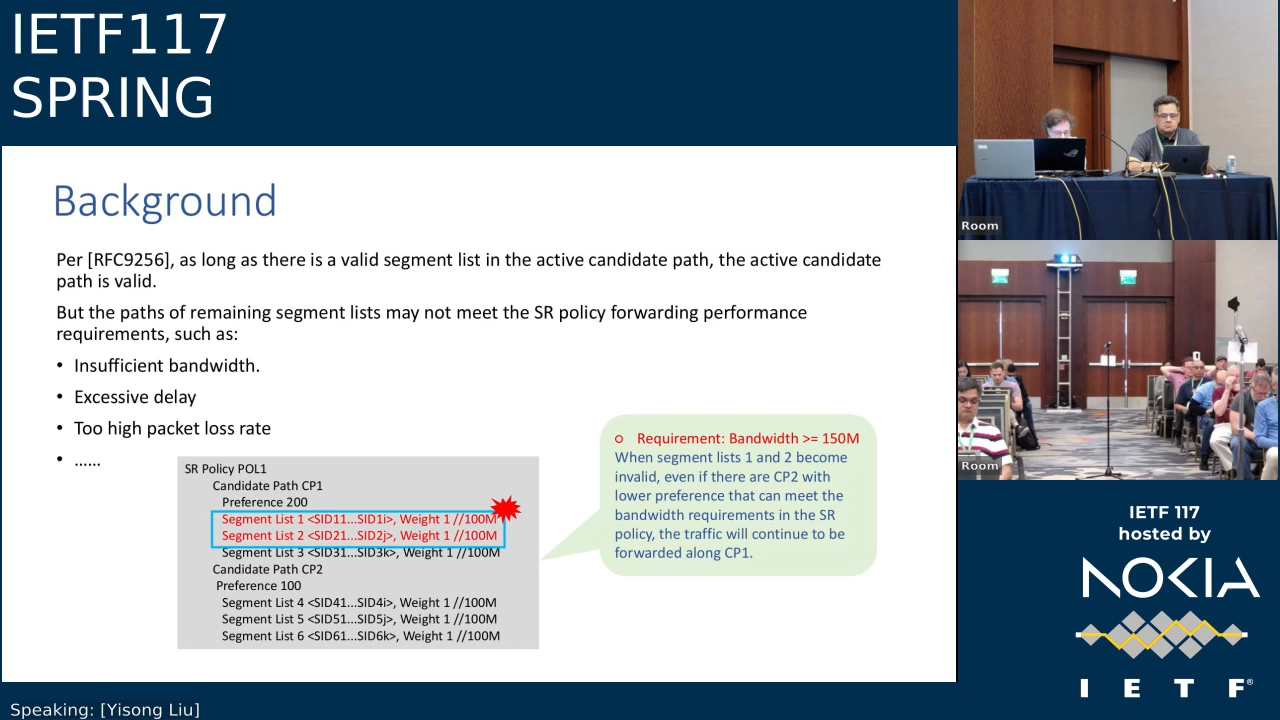 IETF117
SPRING
Background
Per [RFC9256], as long as there is a valid segment list in the active candidate path, the active candidate
path is valid.
But the paths of remaining segment lists may not meet the SR policy forwarding performance
requirements, such as:
• Insufficient bandwidth.
• Excessive delay
• Too high packet loss rate
• ......
SR Policy POL1
Candidate Path CP1
Preference 200
Segment List 1 <SID11...SID1i>, Weight 1 //100M
Segment List 2 <SID21...SID2j>, Weight 1 //100M
Segment List 3 <SID31...SID3k>, Weight 1 //100M
Candidate Path CP2
Preference 100
Segment List 4 <SID41...SID4i>, Weight 1 //100M
Segment List 5 <SID51...SID5j>, Weight 1 //100M
Segment List 6 <SID61...SID6k>, Weight 1 //100M
o Requirement: Bandwidth >= 150M
When segment lists 1 and 2 become
invalid, even if there are CP2 with
lower preference that can meet the
bandwidth requirements in the SR
policy, the traffic will continue to be
forwarded along CP1.
Room
Room
IETF 117
hosted by
NOKIA
I E T F®
Speaking: [Yisong Liu]